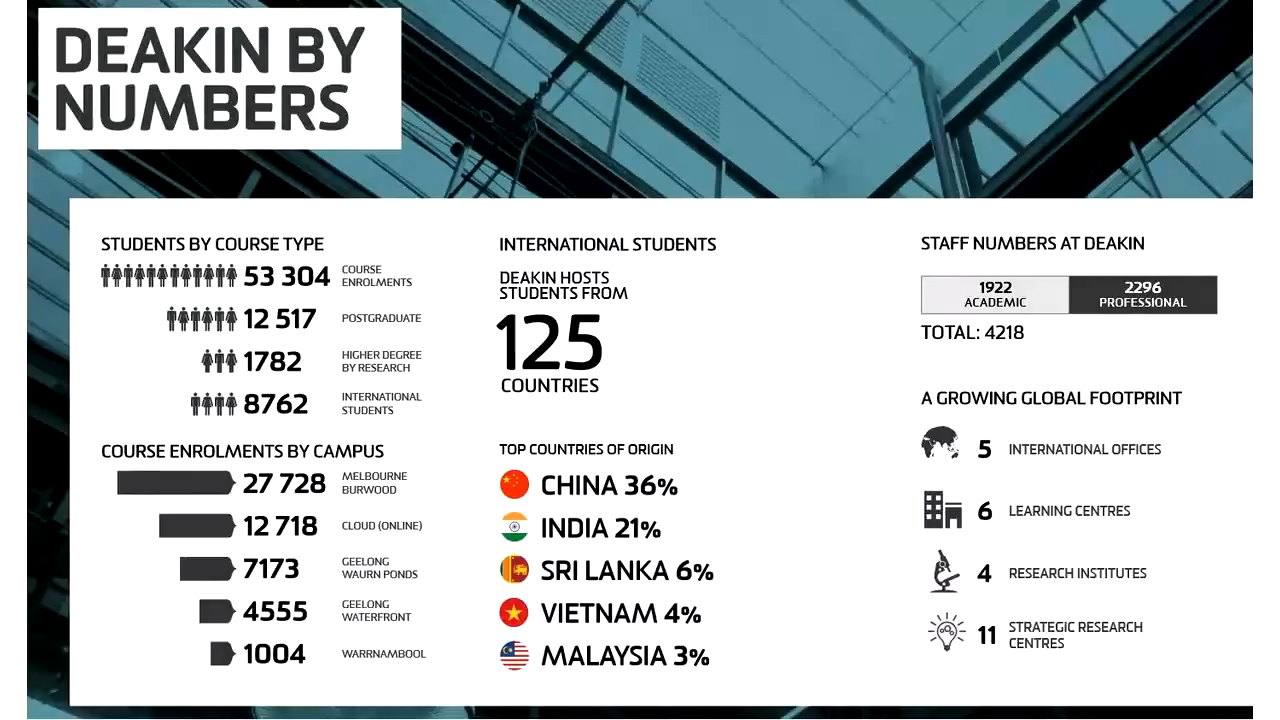 DEAKIN BY
NUMBERS
STUDENTS BY COURSE TYPE
53 304 COURSE
ENROLMENTS
12 517 POSTGRADUATE
1782 HIGHER DEGREE
BY RESEARCH
8762 INTERNATIONAL
STUDENTS
COURSE ENROLMENTS BY CAMPUS
27 728 MELBOURNE
BURWOOD
12 718 CLOUD (ONLINE)
7173 GEELONG
WAURN PONDS
4555 GEELONG
WATERFRONT
1004 WARRNAMBOOL
INTERNATIONAL STUDENTS
DEAKIN HOSTS
STUDENTS FROM
125
COUNTRIES
TOP COUNTRIES OF ORIGIN
CHINA 36%
INDIA 21%
SRI LANKA 6%
VIETNAM 4%
MALAYSIA 3%
STAFF NUMBERS AT DEAKIN
1922
ACADEMIC
2296
PROFESSIONAL
TOTAL: 4218
A GROWING GLOBAL FOOTPRINT
5 INTERNATIONAL OFFICES
6 LEARNING CENTRES
4 RESEARCH INSTITUTES
11 STRATEGIC RESEARCH
CENTRES